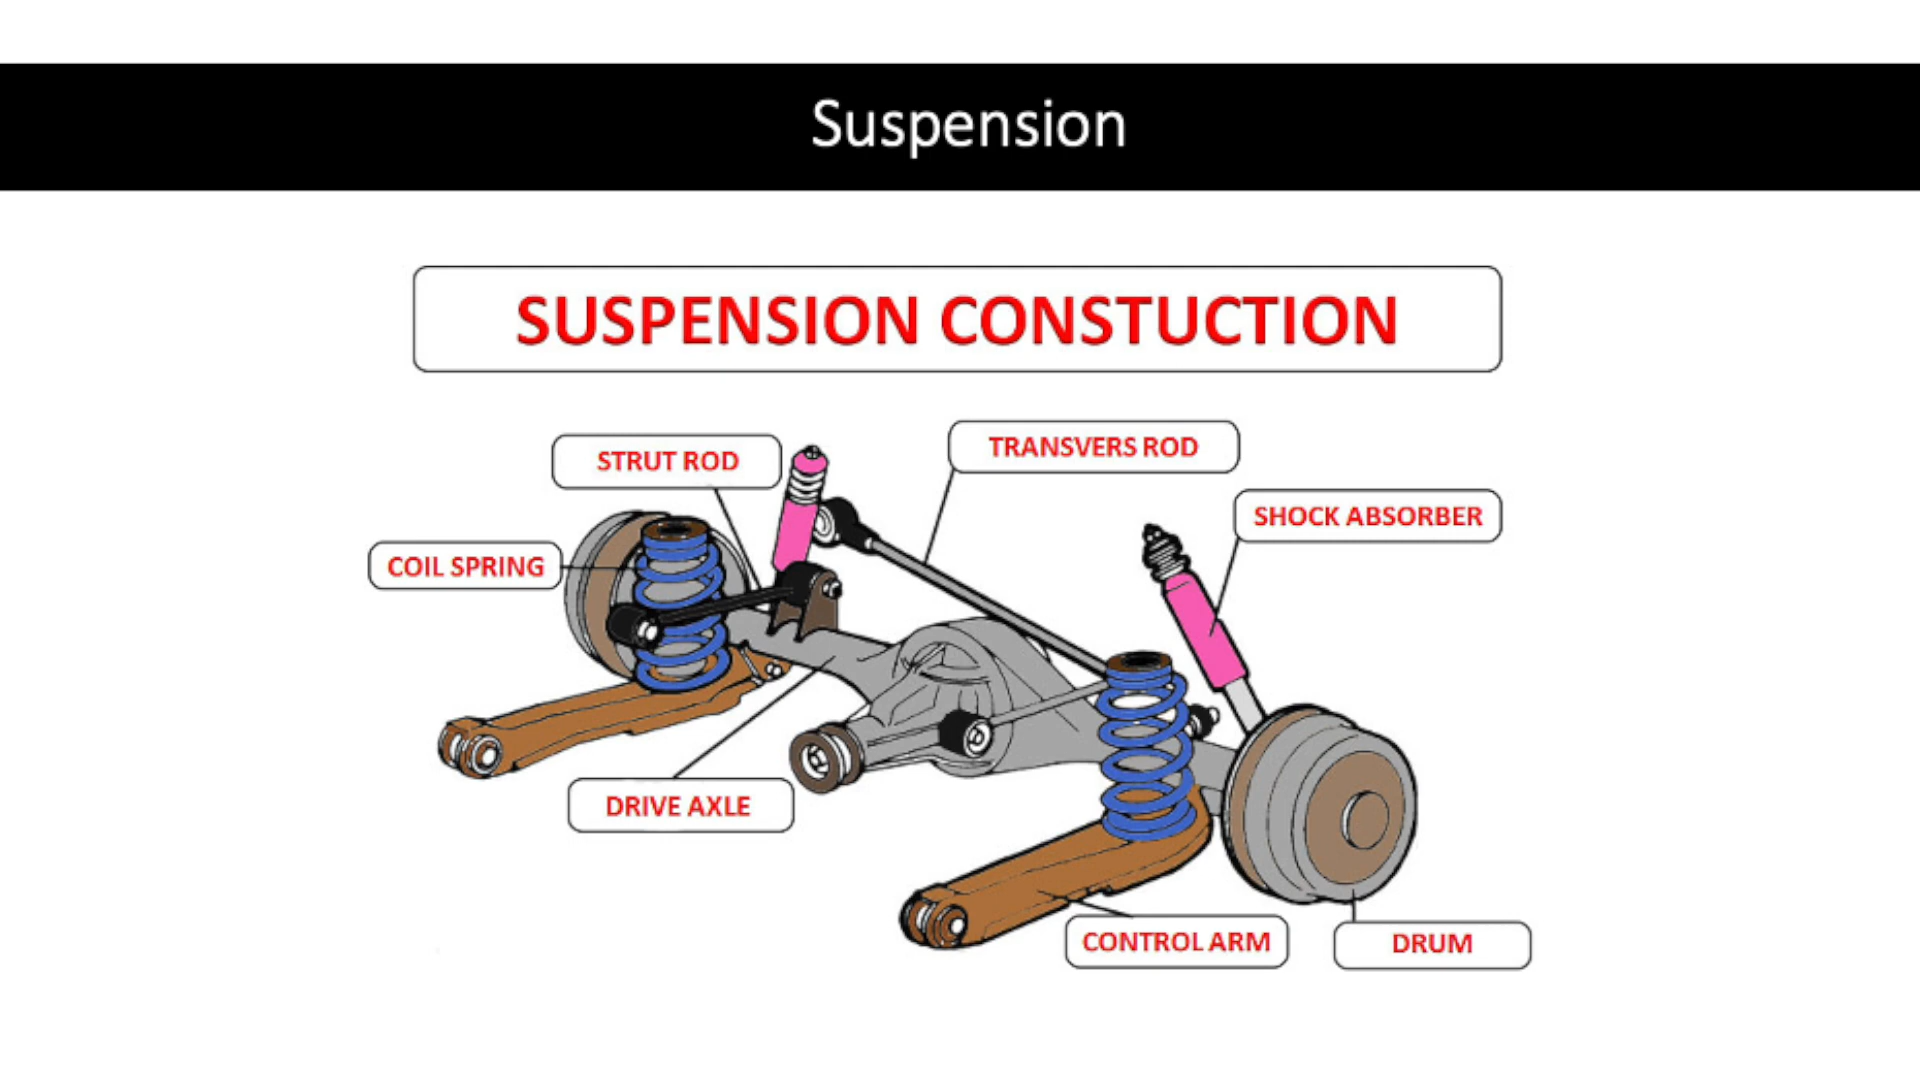 Suspension
SUSPENSION CONSTUCTION
STRUT ROD
TRANSVERS ROD
SHOCK ABSORBER
COIL SPRING
DRIVE AXLE
CONTROL ARM
DRUM